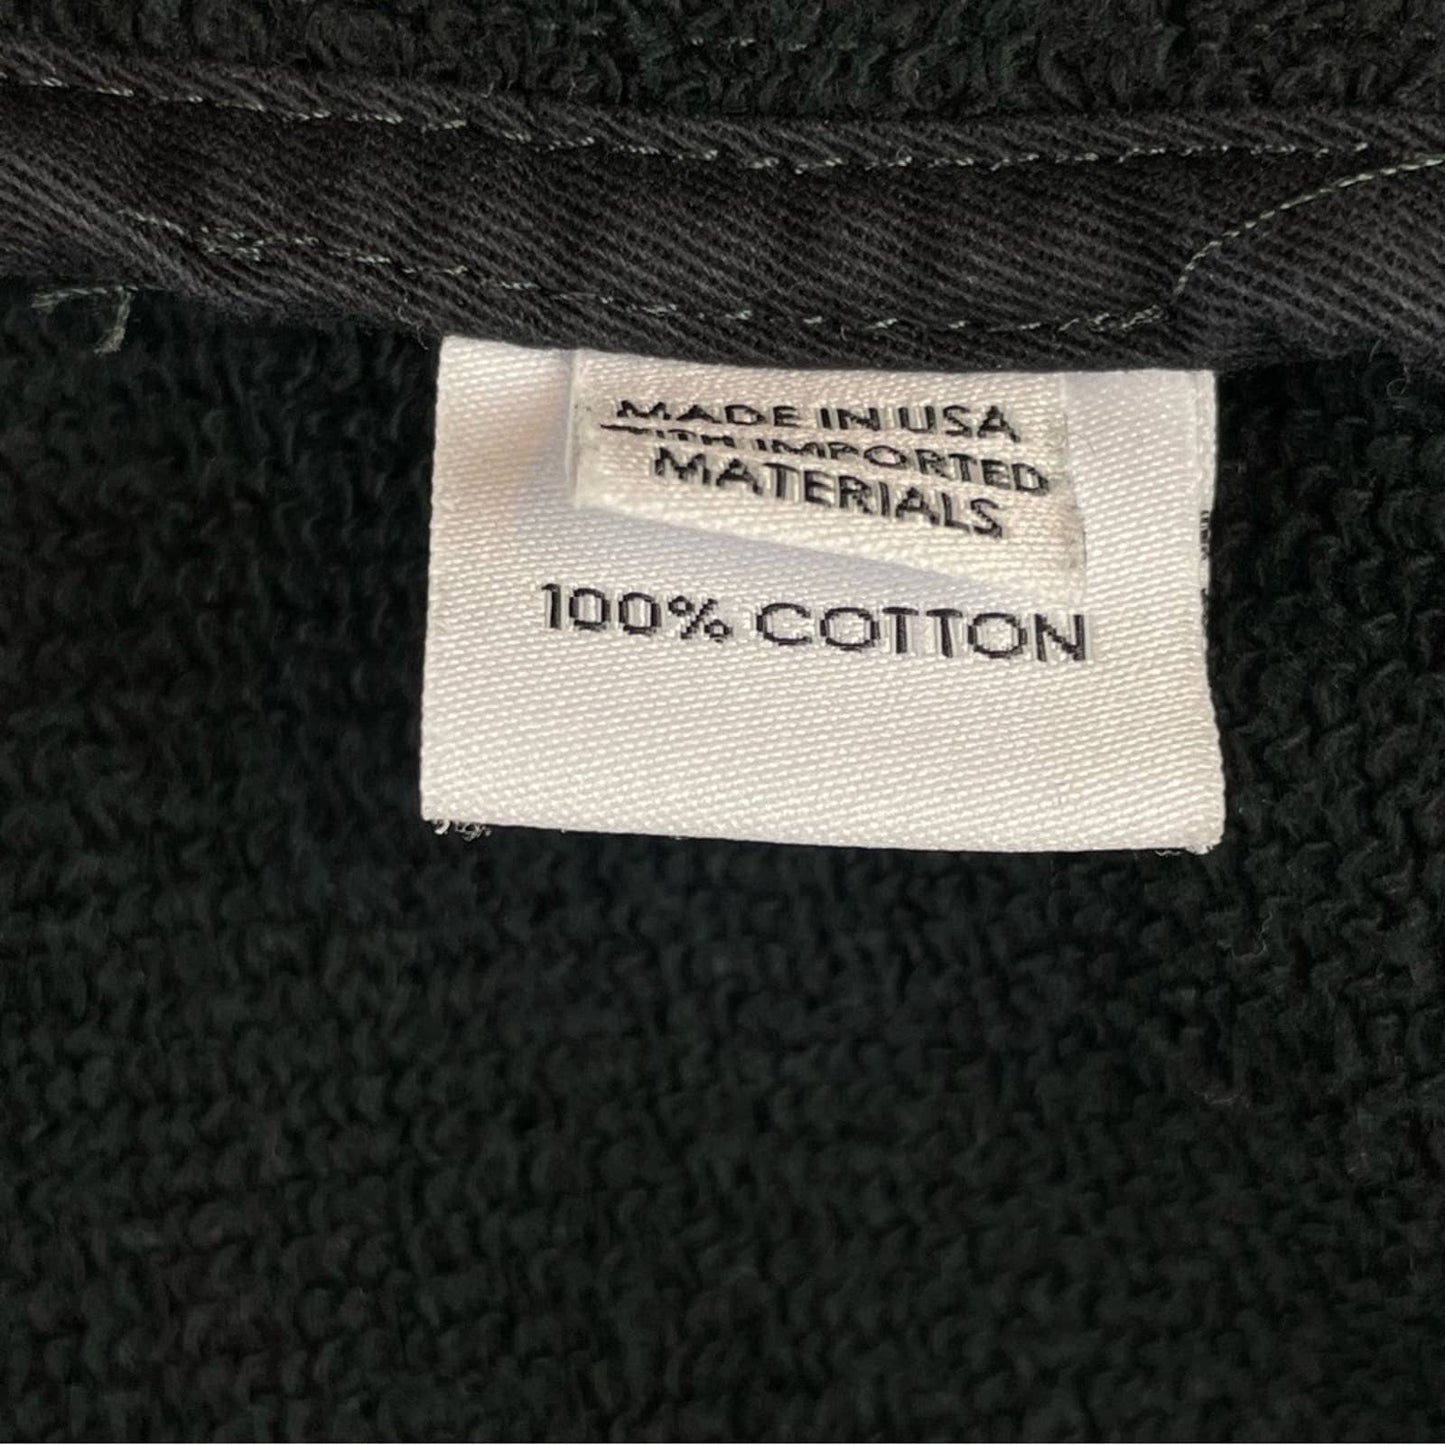 MADE IN USA
WITH IMPORTED
MATERIALS
100% COTTON